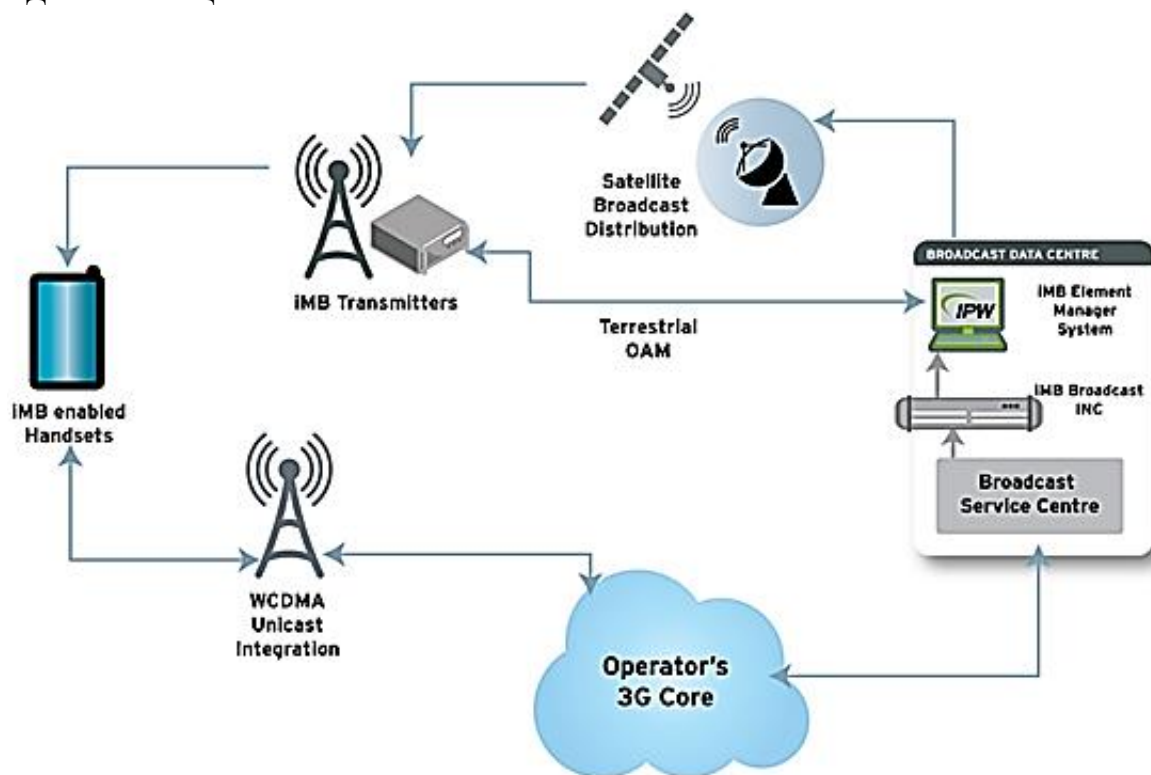 Satellite
Broadcast
Distribution
BROADCAST DATA CENTRE
IPW
iMB Element
Manager
System
iMB Transmitters
Terrestrial
OAM
iMB Broadcast
INC
iMB enabled
Handsets
Broadcast
Service Centre
WCDMA
Unicast
Integration
Operator's
3G Core